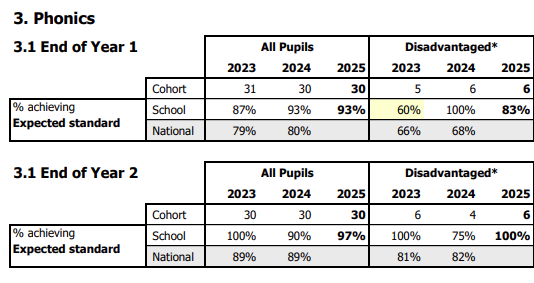 3. Phonics
3.1 End of Year 1
All Pupils Disadvantaged*
2023 2024 2025 2023 2024 2025
Cohort 31 30 30 5 6 6
% achieving
Expected standard
School 87% 93% 93% 60% 100% 83%
National 79% 80% 66% 68%
3.1 End of Year 2
All Pupils Disadvantaged*
2023 2024 2025 2023 2024 2025
Cohort 30 30 30 6 4 6
% achieving
Expected standard
School 100% 90% 97% 100% 75% 100%
National 89% 89% 81% 82%